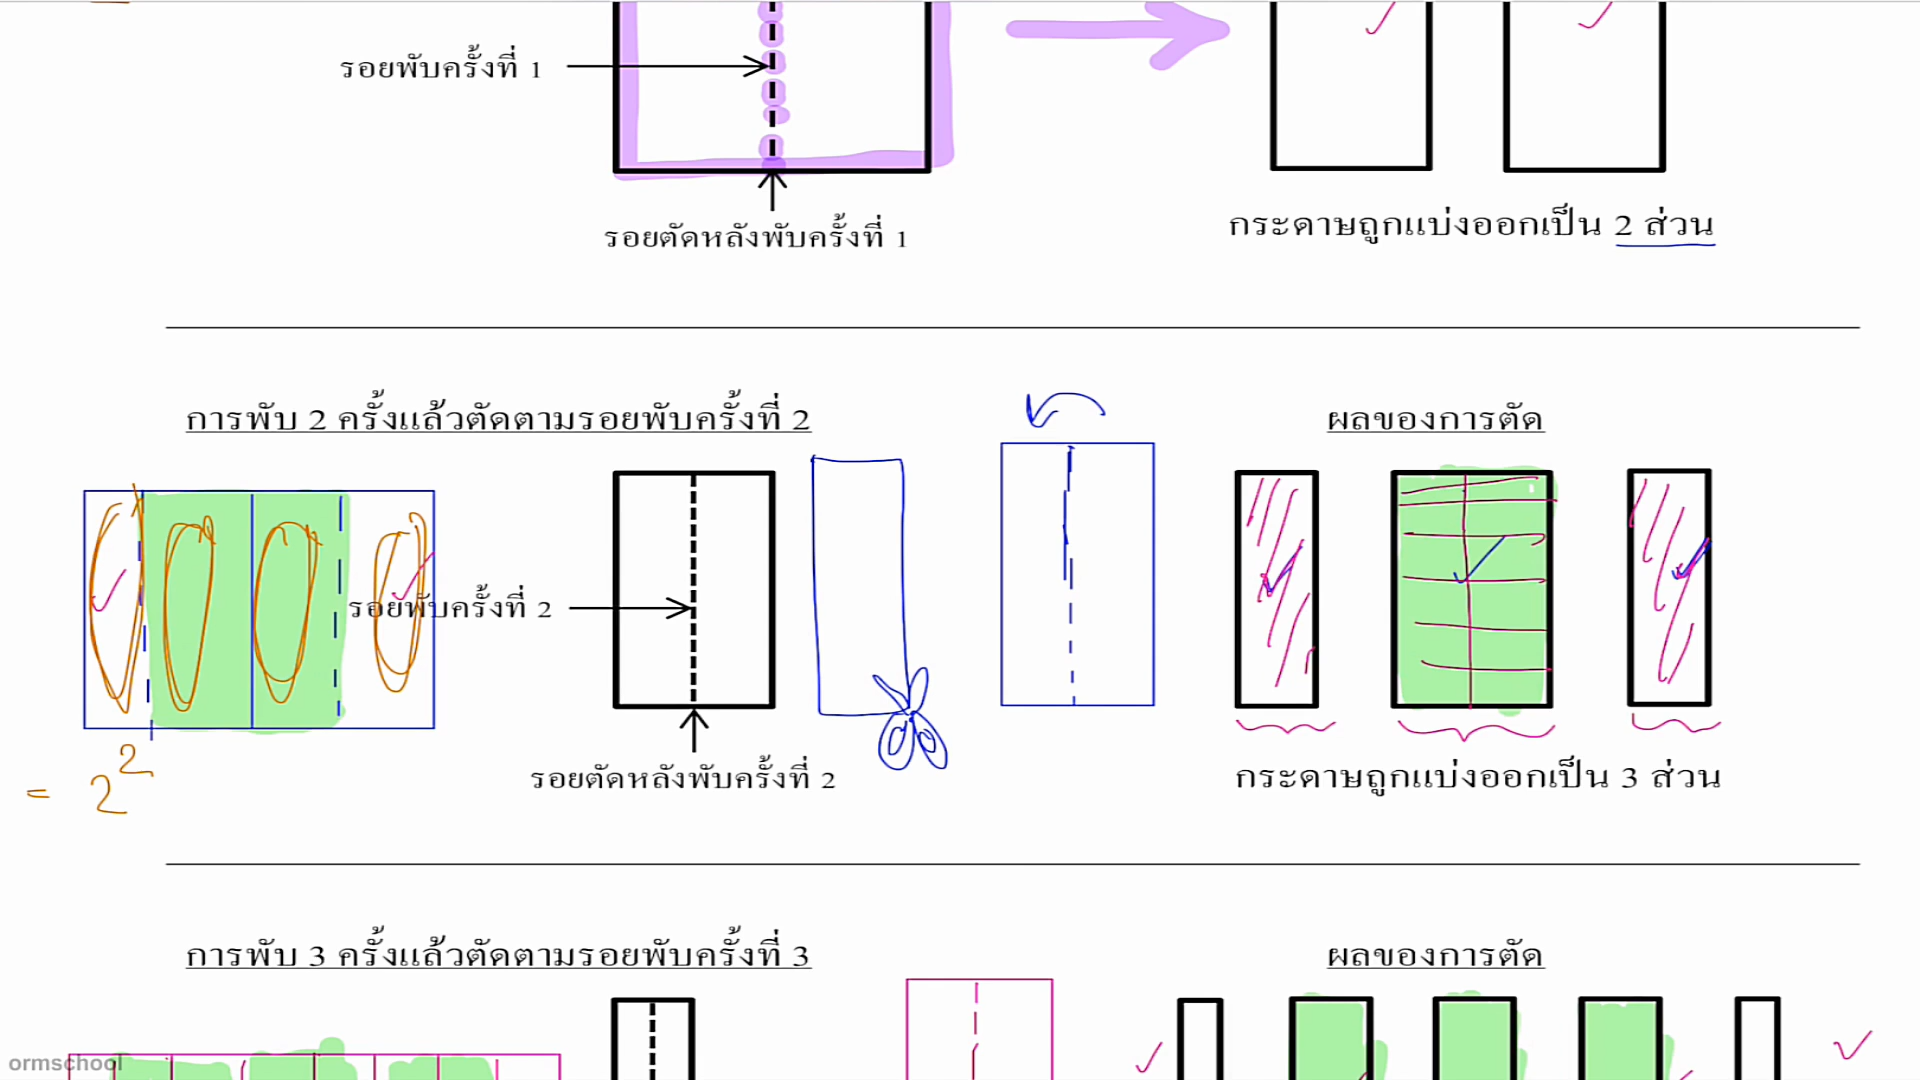 รอยพับครั้งที่ 1
รอยตัดหลังพับครั้งที่ 1
กระดาษถูกแบ่งออกเป็น 2 ส่วน
การพับ 2 ครั้งแล้วตัดตามรอยพับครั้งที่ 2
ผลของการตัด
รอยพับครั้งที่ 2
รอยตัดหลังพับครั้งที่ 2
กระดาษถูกแบ่งออกเป็น 3 ส่วน
= 2²
การพับ 3 ครั้งแล้วตัดตามรอยพับครั้งที่ 3
ผลของการตัด
ormschool